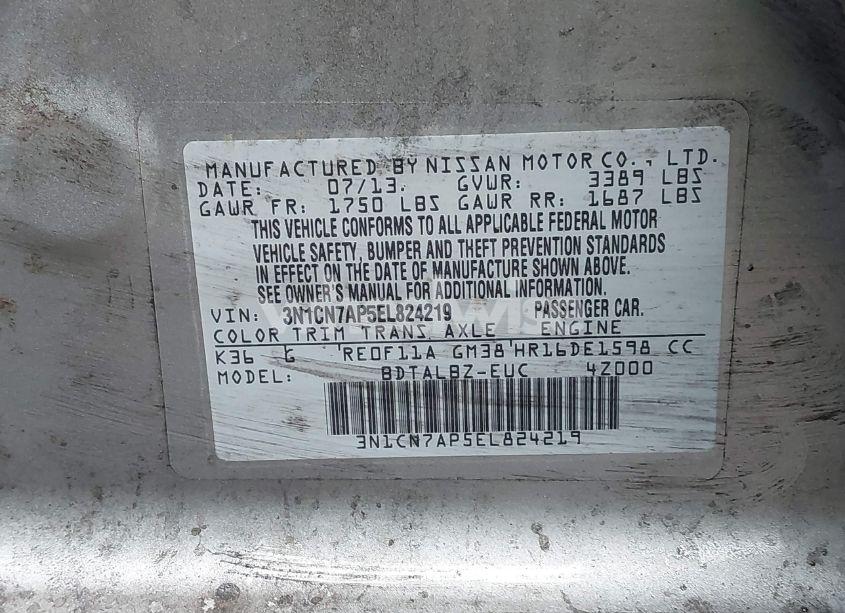 MANUFACTURED BY NISSAN MOTOR CO., LTD.
DATE: 07/13. GVWR: 3389 LBS
GAWR FR: 1750 LBS GAWR RR: 1687 LBS
THIS VEHICLE CONFORMS TO ALL APPLICABLE FEDERAL MOTOR
VEHICLE SAFETY, BUMPER AND THEFT PREVENTION STANDARDS
IN EFFECT ON THE DATE OF MANUFACTURE SHOWN ABOVE.
SEE OWNER'S MANUAL FOR ADDITIONAL INFORMATION.
VIN: 3N1CN7AP5EL824219 PASSENGER CAR.
COLOR TRIM TRANS AXLE ENGINE
K36 G RE0F11A GM38 HR16DE1598 CC
MODEL: BDTALBZ-EUC 4Z000
3N1CN7AP5EL824219